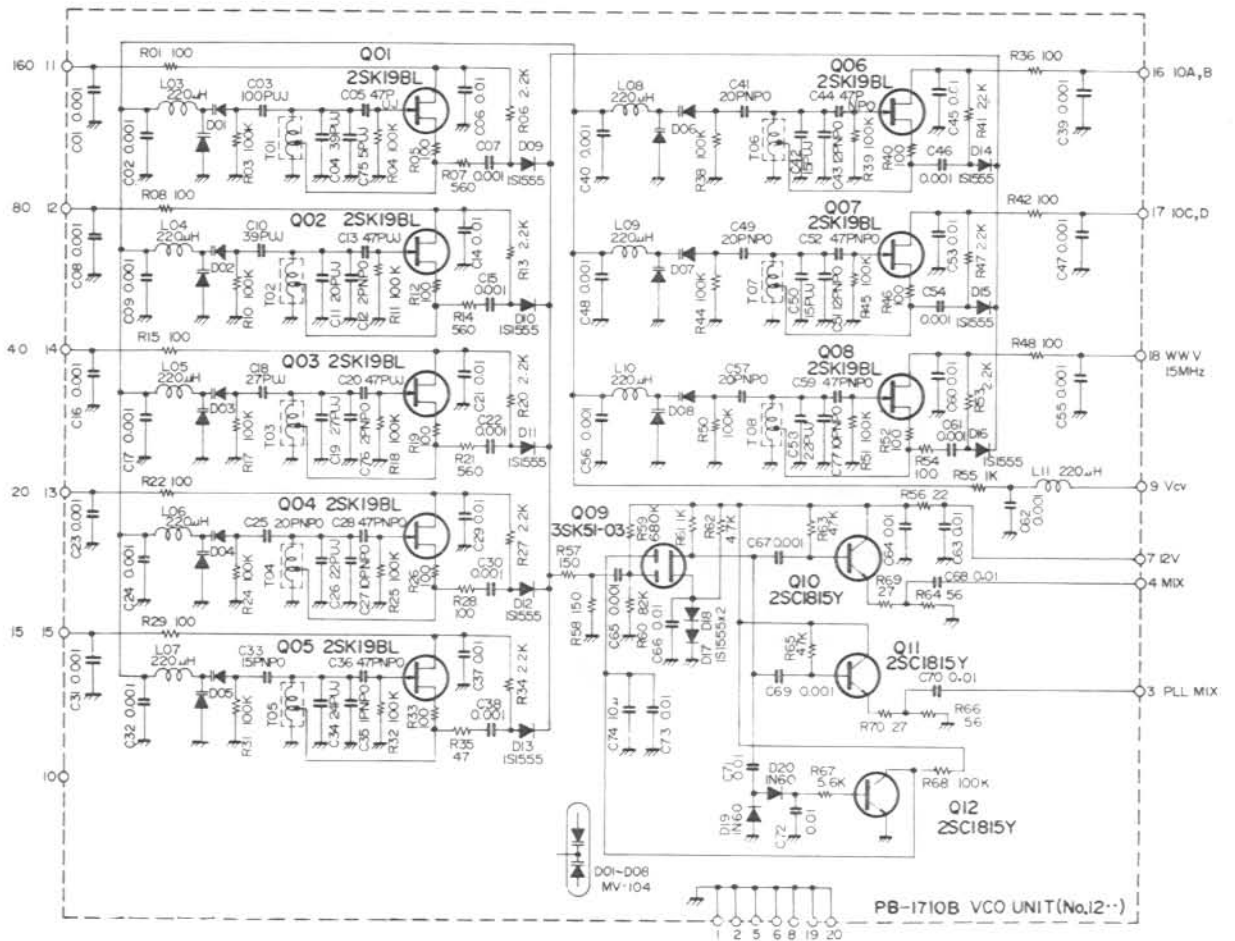 160 11
C01 0.001
R01 100
L03
220μH
C02 0.001
D01
R03 100K
C03
100PUJ
T01
C04 39PUJ
C75 5PUJ
C05 47P
UJ
R04 100K
Q01
2SK19BL
R05
100
C06 0.01
R06 2.2K
R07
560
C07
0.001
D09
1S1555
80 12
C08 0.001
R08 100
L04
220μH
C09 0.001
D02
R10 100K
C10
39PUJ
T02
C11 20PUJ
C12 2PNPO
C13 47PUJ
R11 100K
Q02 2SK19BL
R12
100
C14 0.01
R13 2.2K
R14
560
C15
0.001
D10
1S1555
40 14
C16 0.001
R15 100
L05
220μH
C17 0.001
D03
R17 100K
C18
27PUJ
T03
C19 27PUJ
C76 2PNPO
C20 47PUJ
R18 100K
Q03 2SK19BL
R19
100
C21 0.01
R20 2.2K
R21
560
C22
0.001
D11
1S1555
20 13
C23 0.001
R22 100
L06
220μH
C24 0.001
D04
R24 100K
C25
20PNPO
T04
C26 22PUJ
C27 10PNPO
C28 47PNPO
R25 100K
Q04 2SK19BL
R26
100
C29 0.01
R27 2.2K
R28
100
C30
0.001
D12
1S1555
15 15
C31 0.001
R29 100
L07
220μH
C32 0.001
D05
R31 100K
C33
15PNPO
T05
C34 24PUJ
C35 1PNPO
C36 47PNPO
R32 100K
Q05 2SK19BL
R33
100
C37 0.01
R34 2.2K
R35
47
C38
0.001
D13
1S1555
10
L08
220μH
C40 0.001
D06
R38 100K
C41
20PNPO
T06
C42
15PUJ
C43 12PNPO
C44 47P
NPO
R39 100K
Q06
2SK19BL
R40
100
C45 0.01
R41 22K
C46
0.001
D14
1S1555
R36 100
C39 0.001
16 10A,B
L09
220μH
C48 0.001
D07
R44 100K
C49
20PNPO
T07
C50
15PUJ
C51 12PNPO
C52 47PNPO
R45 100K
Q07
2SK19BL
R46
100
C53 0.01
R47 2.2K
C54
0.001
D15
1S1555
R42 100
C47 0.001
17 10C,D
L10
220μH
C56 0.001
D08
R50
100K
C57
20PNPO
T08
C53
22PUJ
C77 10PNPO
C59 47PNPO
R51 100K
Q08
2SK19BL
R52
100
C60 0.01
R53
2.2K
R54
100
C61
0.001
D16
1S1555
R48 100
C55 0.001
18 WWV
15MHz
R55 1K
L11 220μH
C62
0.001
9 Vcv
Q09
3SK51-03
R57
150
R58 150
C65 0.001
R59
680K
R60 82K
R61 1K
R62
47K
C66 0.01
D18
D17
1S1555x2
C67 0.001
R63
47K
Q10
2SC1815Y
R56 22
C64 0.01
C63 0.01
7 12V
R69
27
C68 0.01
R64 56
4 MIX
R65
47K
C69 0.001
Q11
2SC1815Y
C70 0.01
R70 27
R66
56
3 PLL MIX
C74 10μ
C73 0.01
C71
0.01
D20
1N60
D19
1N60
C72
0.01
R67
5.6K
R68 100K
Q12
2SC1815Y
D01~D08
MV-104
PB-1710B VCO UNIT(No,12··)
1 2 5 6 8 19 20